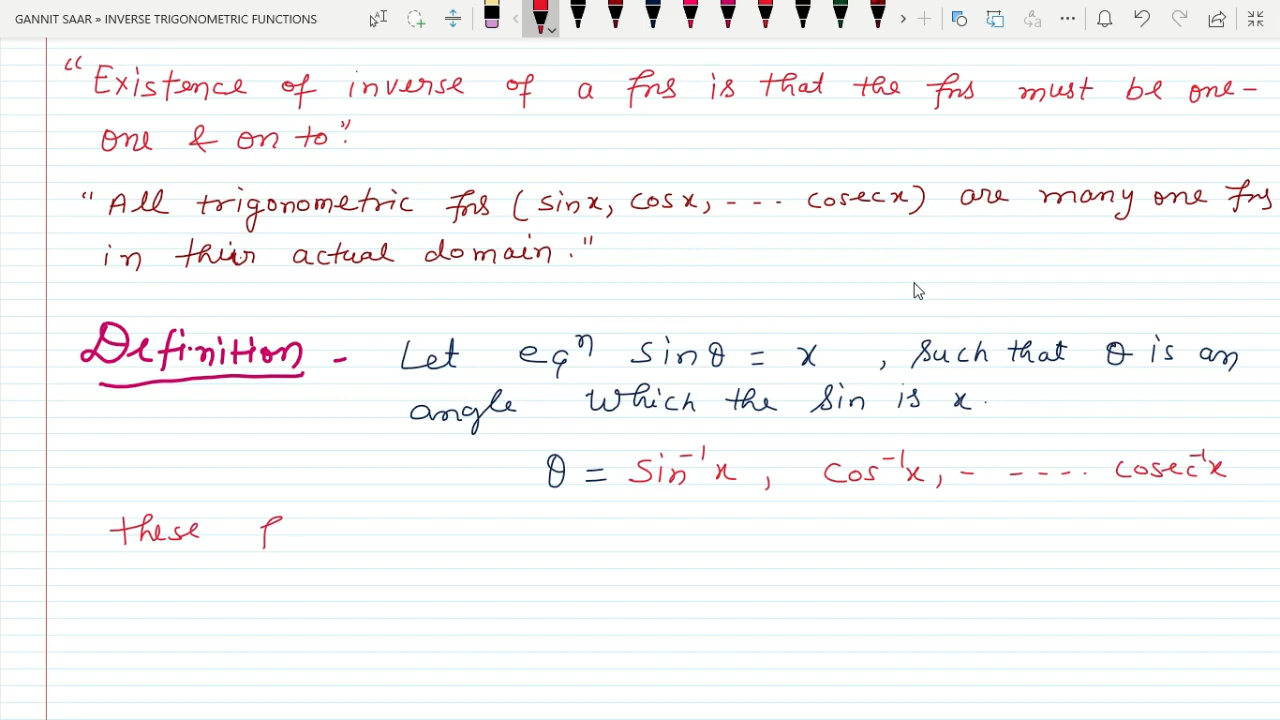 GANNIT SAAR » INVERSE TRIGONOMETRIC FUNCTIONS
"Existence of inverse of a fns is that the fns must be one-
one & on to".
"All trigonometric fns (sinx, cosx, --- cosecx) are many one fns
in thier actual domain."
Definition - Let eqⁿ sinθ = x , such that θ is an
angle which the sin is x.
θ = sin⁻¹x , cos⁻¹x, - - --.. cosec⁻¹x
these f